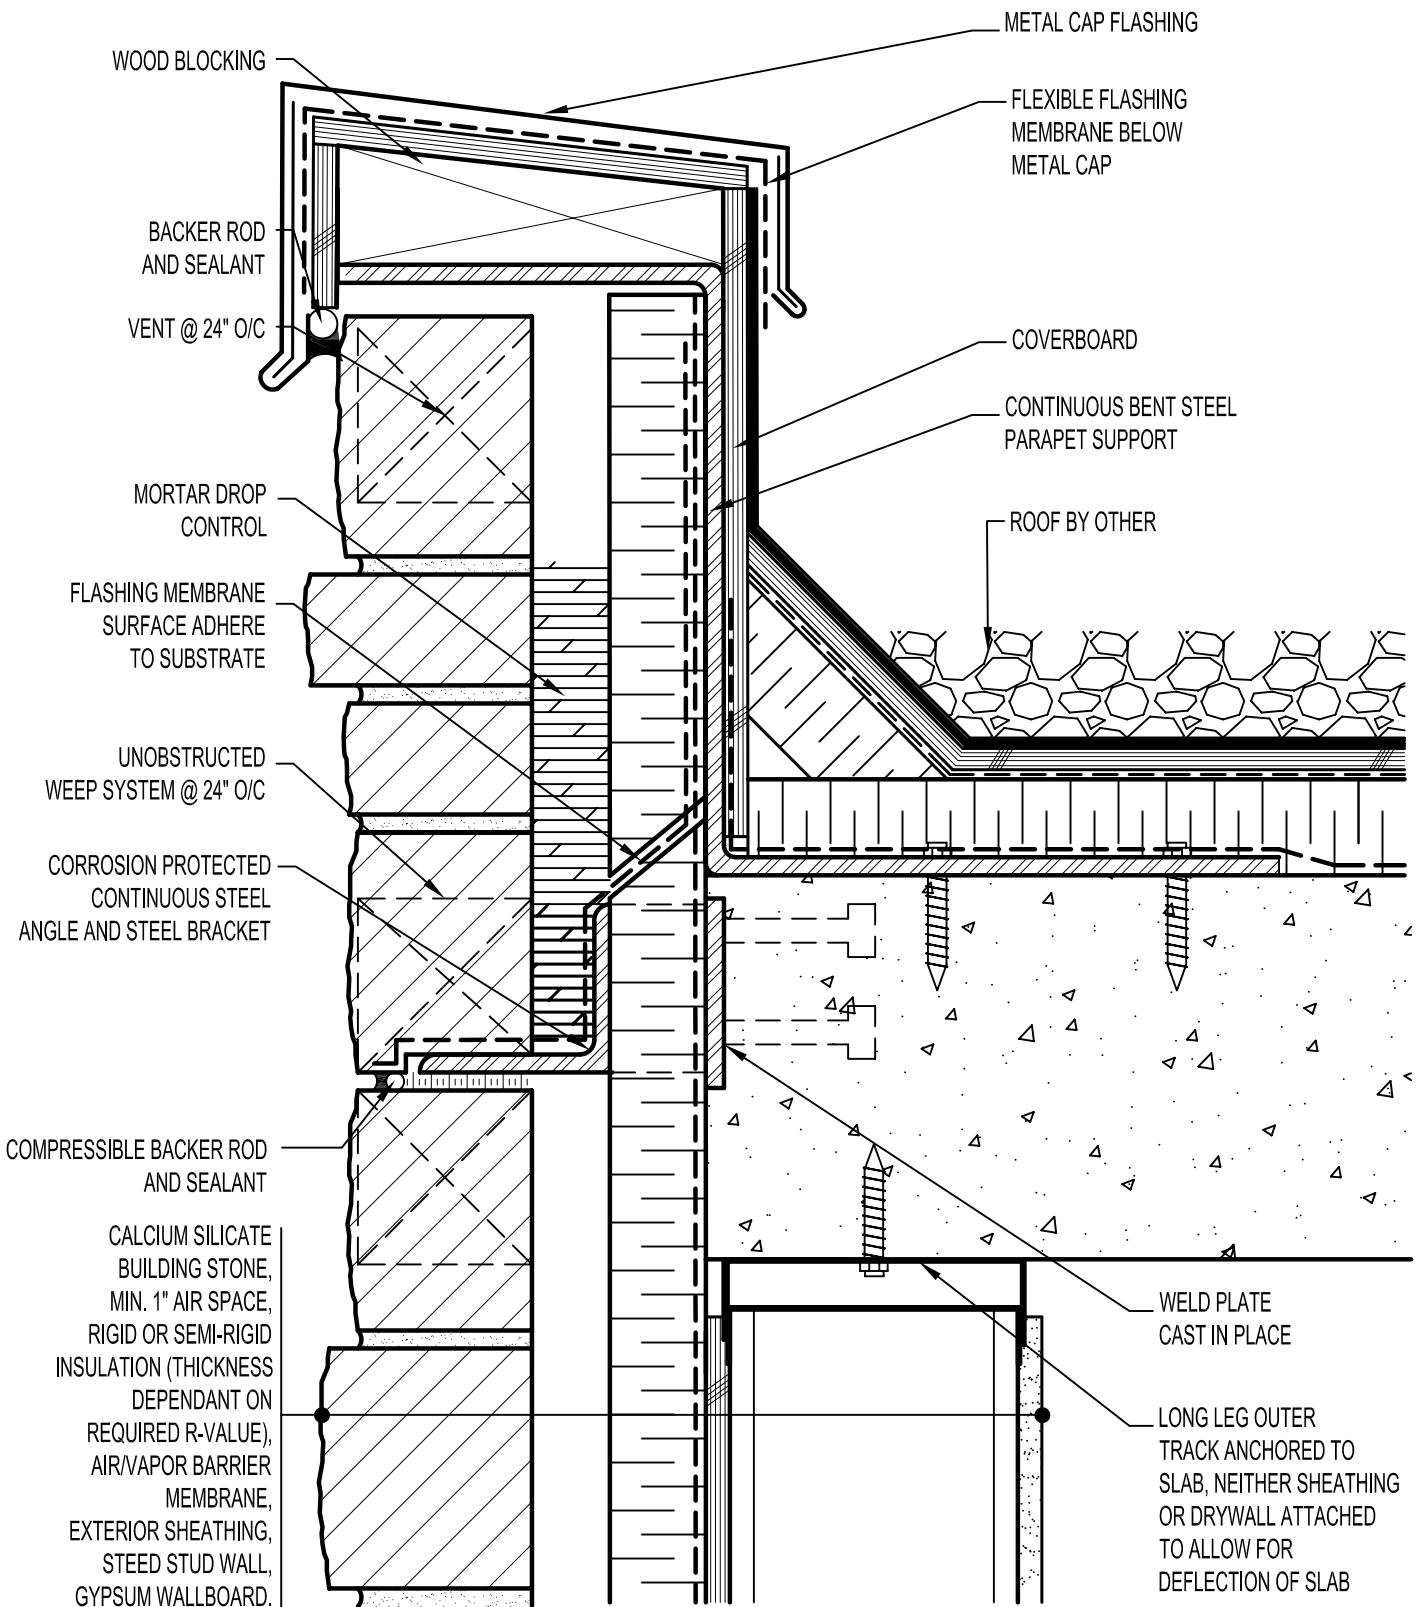 METAL CAP FLASHING
WOOD BLOCKING
FLEXIBLE FLASHING
MEMBRANE BELOW
METAL CAP
BACKER ROD
AND SEALANT
VENT @ 24" O/C
COVERBOARD
CONTINUOUS BENT STEEL
PARAPET SUPPORT
MORTAR DROP
CONTROL
ROOF BY OTHER
FLASHING MEMBRANE
SURFACE ADHERE
TO SUBSTRATE
UNOBSTRUCTED
WEEP SYSTEM @ 24" O/C
CORROSION PROTECTED
CONTINUOUS STEEL
ANGLE AND STEEL BRACKET
COMPRESSIBLE BACKER ROD
AND SEALANT
CALCIUM SILICATE
BUILDING STONE,
MIN. 1" AIR SPACE,
RIGID OR SEMI-RIGID
INSULATION (THICKNESS
DEPENDANT ON
REQUIRED R-VALUE),
AIR/VAPOR BARRIER
MEMBRANE,
EXTERIOR SHEATHING,
STEED STUD WALL,
GYPSUM WALLBOARD.
WELD PLATE
CAST IN PLACE
LONG LEG OUTER
TRACK ANCHORED TO
SLAB, NEITHER SHEATHING
OR DRYWALL ATTACHED
TO ALLOW FOR
DEFLECTION OF SLAB